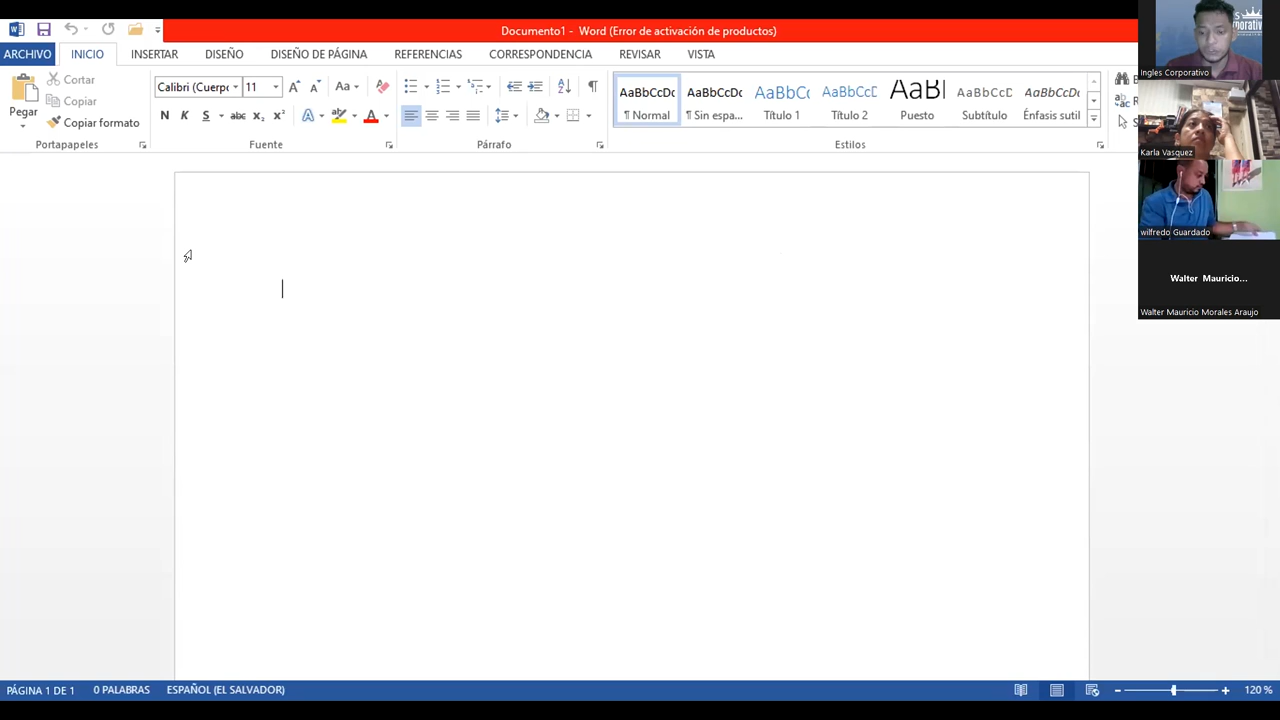 Documento1 - Word (Error de activación de productos)
ARCHIVO INICIO INSERTAR DISEÑO DISEÑO DE PÁGINA REFERENCIAS CORRESPONDENCIA REVISAR VISTA
Pegar
Cortar
Copiar
Copiar formato
Portapapeles
Calibri (Cuerpo 11
N K S abc x₂ x² A A
Aa
Fuente
Párrafo
AaBbCcDc AaBbCcDc AaBbCc AaBbCcD AaBl AaBbCcD AaBbCcDc
¶ Normal ¶ Sin espa... Título 1 Título 2 Puesto Subtítulo Énfasis sutil
Estilos
Ingles Corporativo
Karla Vasquez
wilfredo Guardado
Walter Mauricio...
Walter Mauricio Morales Araujo
PÁGINA 1 DE 1 0 PALABRAS ESPAÑOL (EL SALVADOR) 120 %